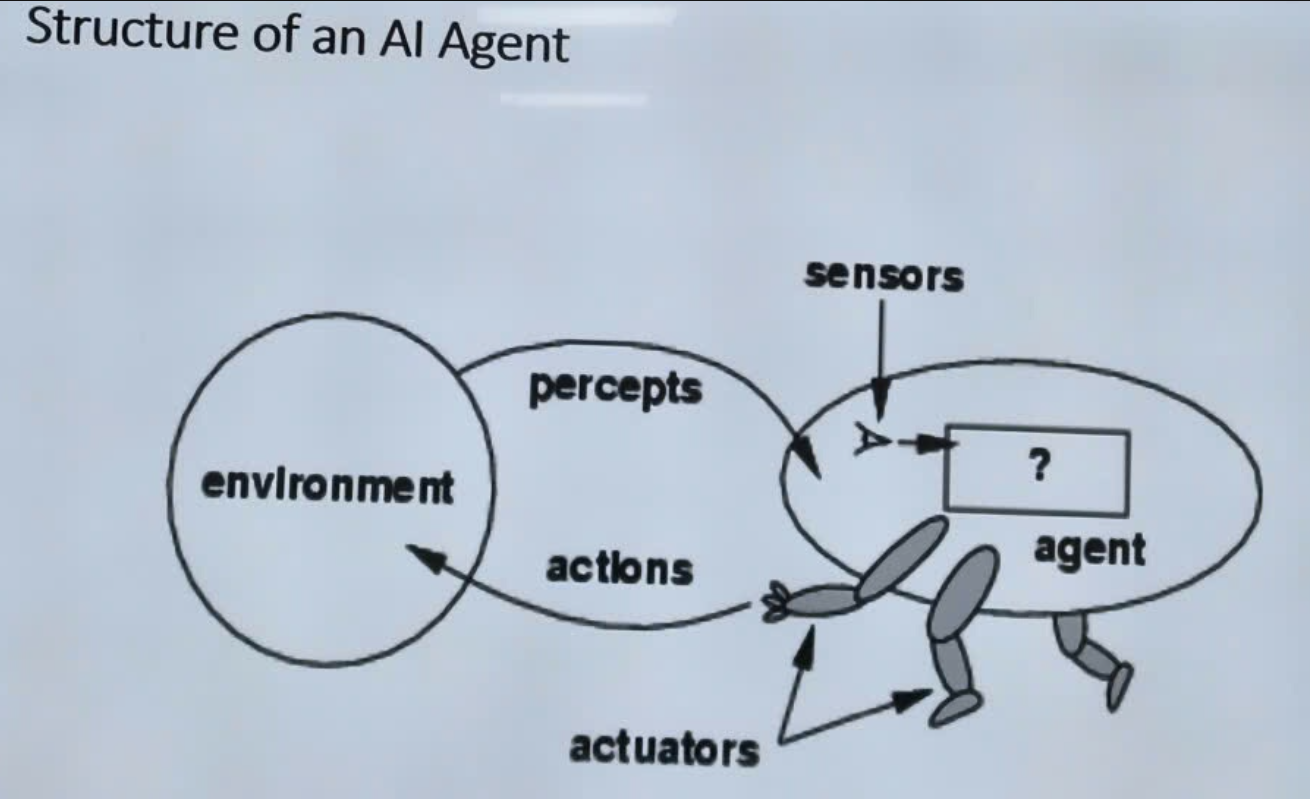 Structure of an AI Agent
sensors
percepts
environment
?
agent
actions
actuators